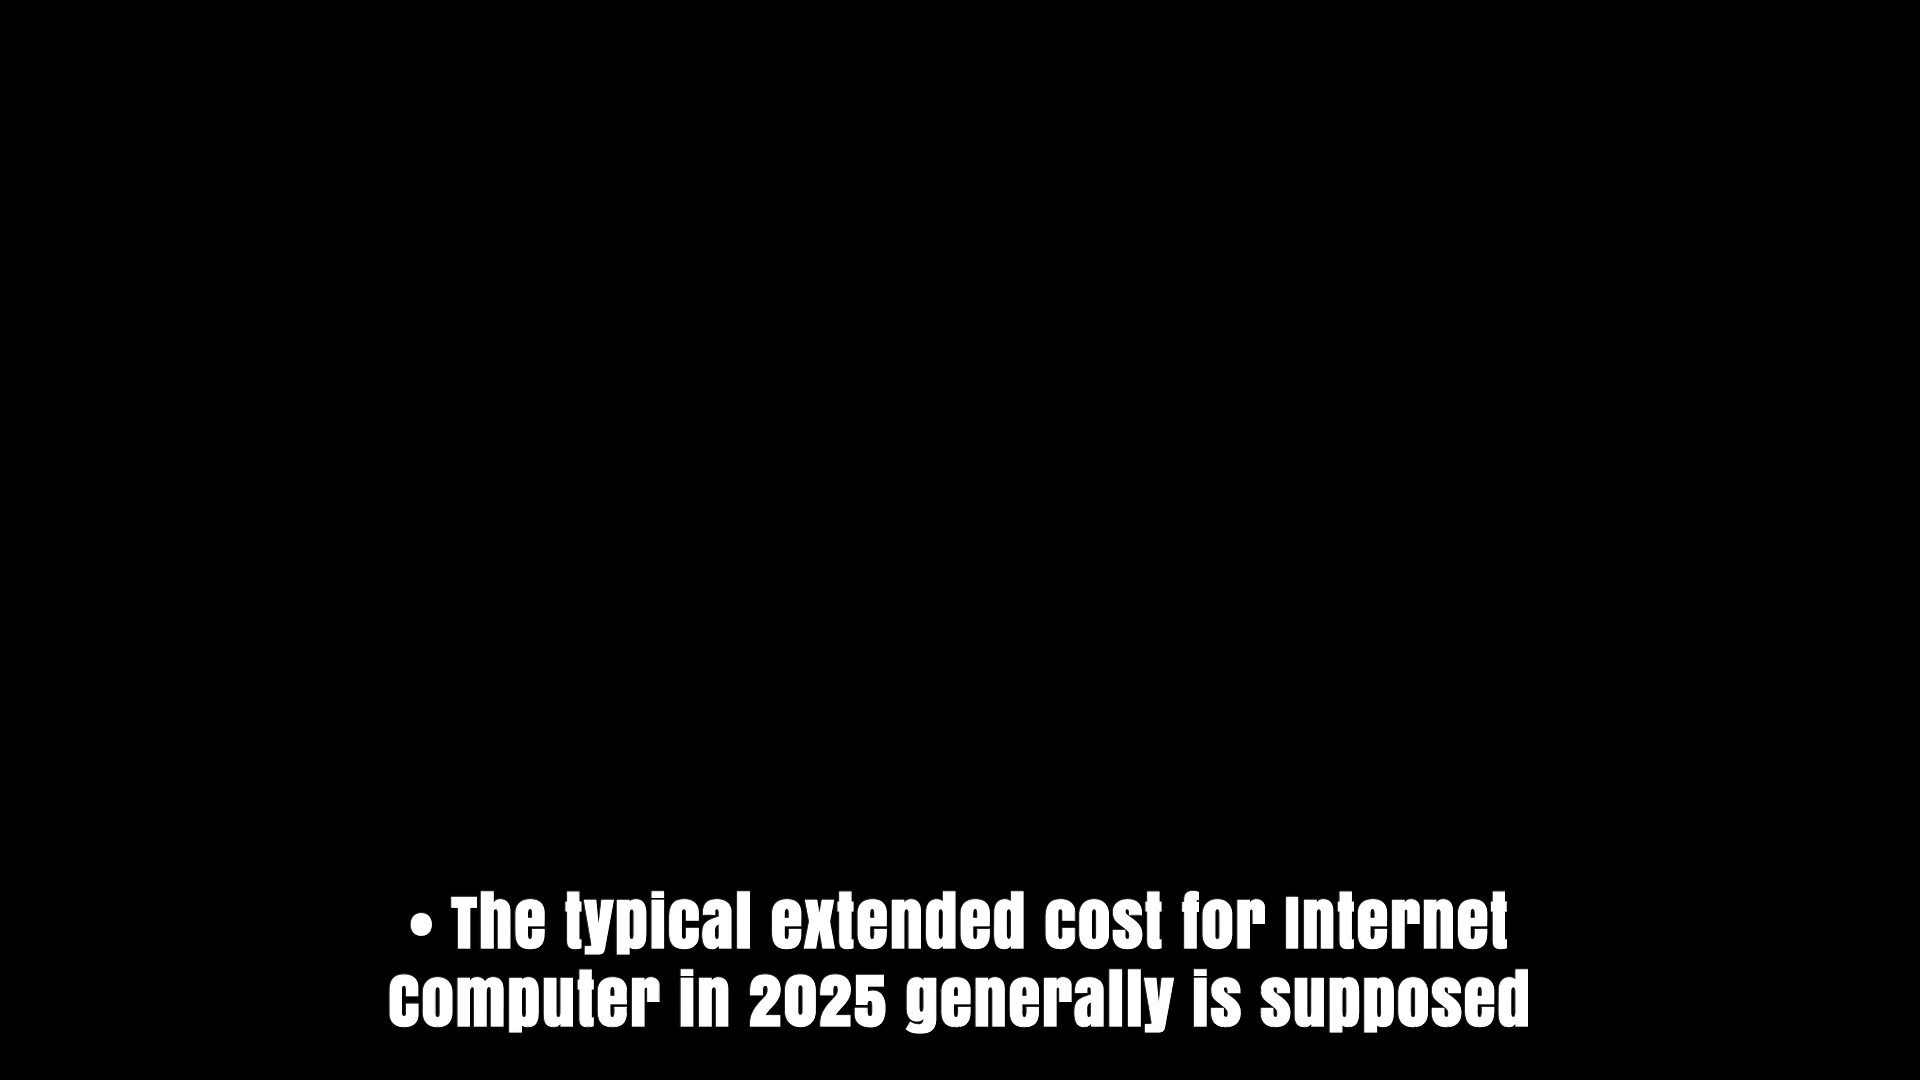 • The typical extended cost for Internet
Computer in 2025 generally is supposed